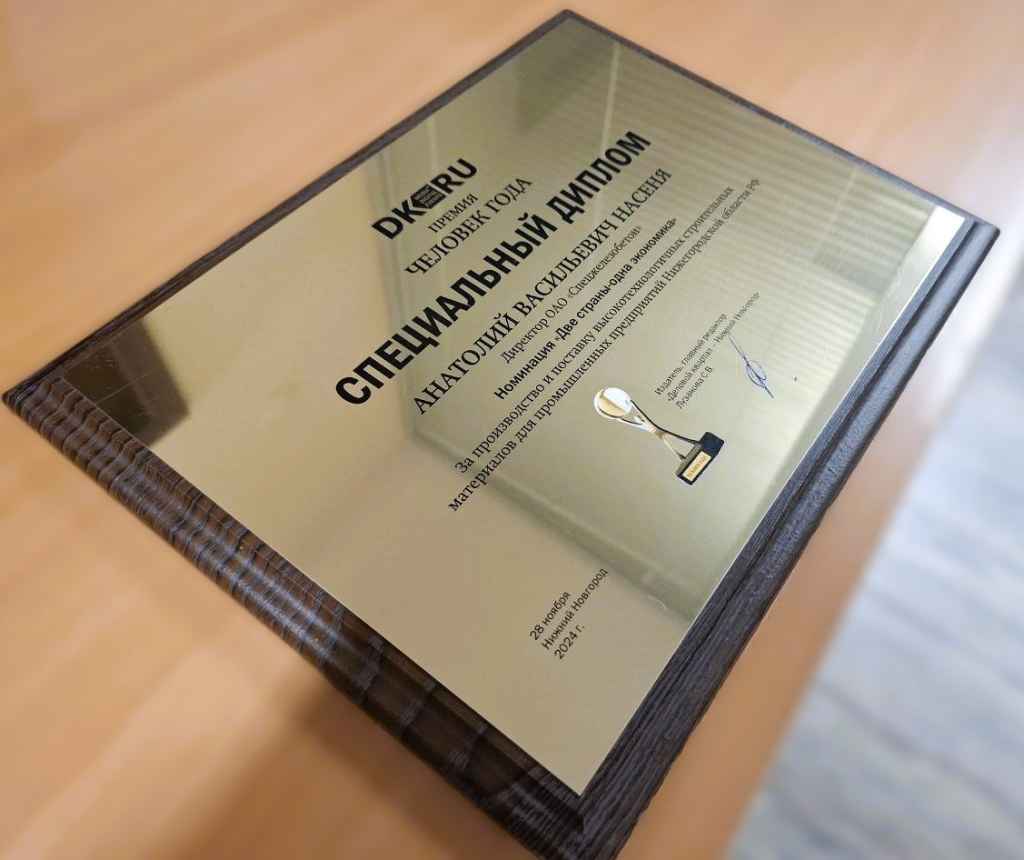 DK.RU
ПРЕМИЯ
ЧЕЛОВЕК ГОДА
СПЕЦИАЛЬНЫЙ ДИПЛОМ
АНАТОЛИЙ ВАСИЛЬЕВИЧ НАСЕНЯ
Директор ОАО «Спецжелезобетон»
Номинация «Две страны-одна экономика»
За производство и поставку высокотехнологичных строительных
материалов для промышленных предприятий Нижегородской области РФ
Издатель, главный редактор
«Деловой квартал - Нижний Новгород»
Лизанова С.В.
28 ноября
Нижний Новгород
2024 г.